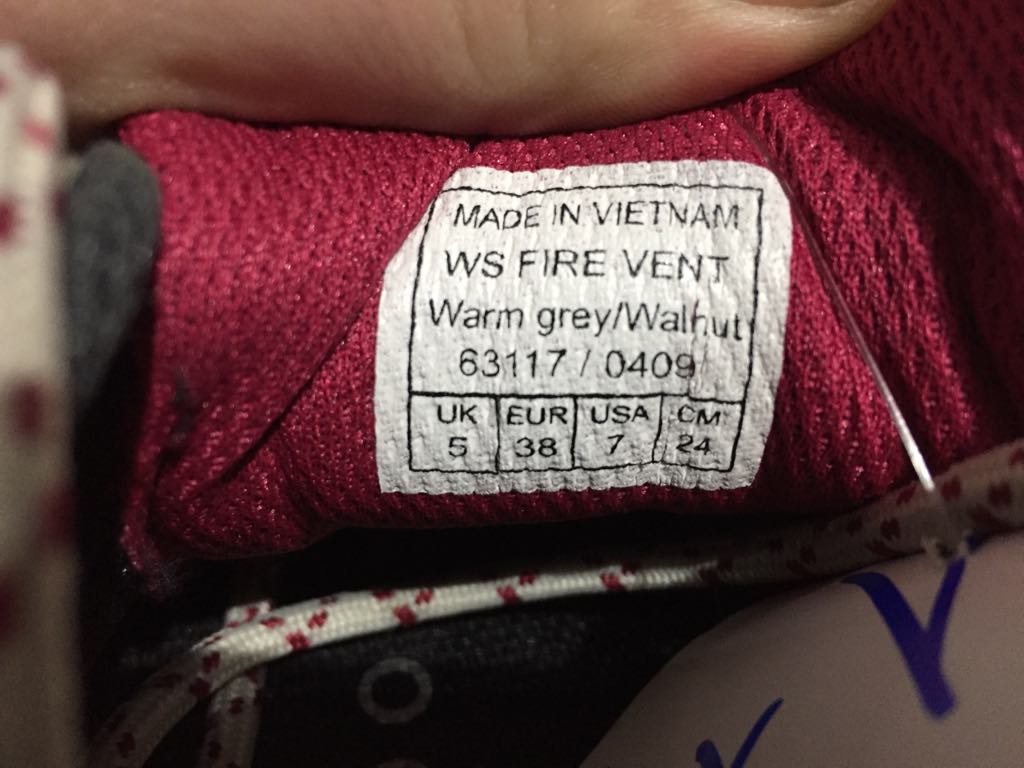 MADE IN VIETNAM
WS FIRE VENT
Warm grey/Walnut
63117 / 0409
UK EUR USA CM
5 38 7 24